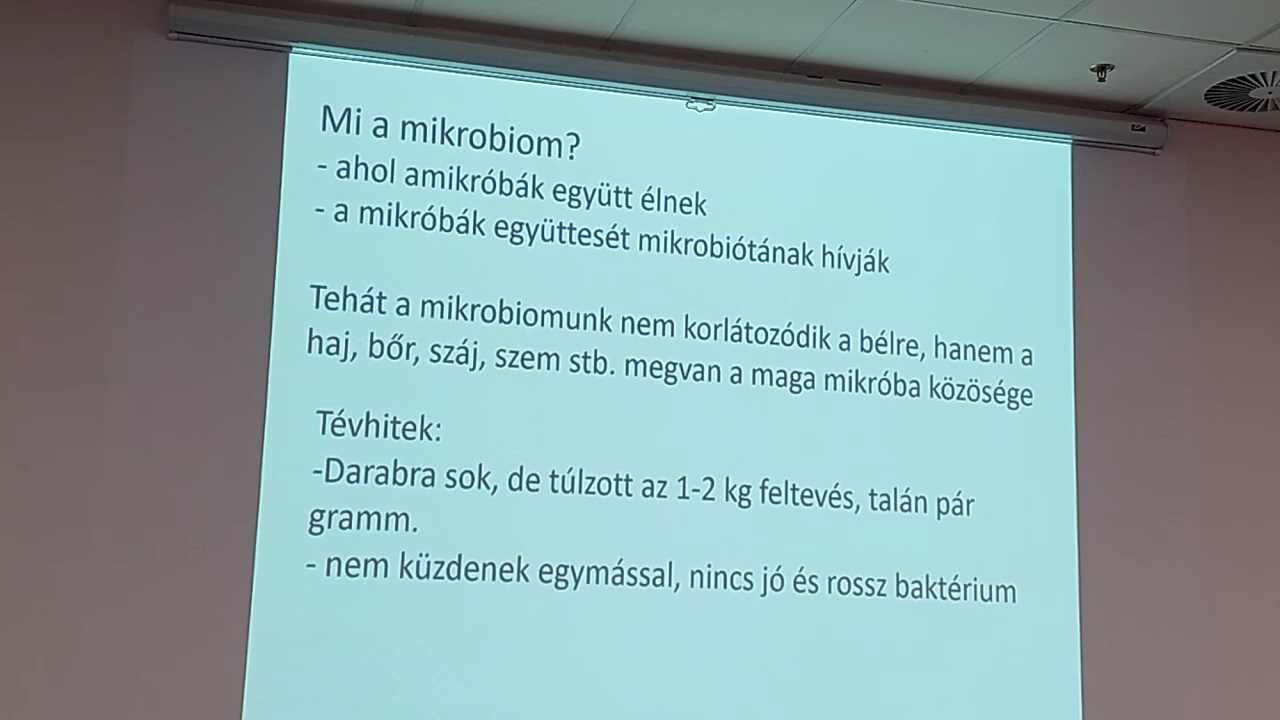 Mi a mikrobiom?
- ahol amikróbák együtt élnek
- a mikróbák együttesét mikrobiótának hívják
Tehát a mikrobiomunk nem korlátozódik a bélre, hanem a
haj, bőr, száj, szem stb. megvan a maga mikróba közösége
Tévhitek:
-Darabra sok, de túlzott az 1-2 kg feltevés, talán pár
gramm.
- nem küzdenek egymással, nincs jó és rossz baktérium